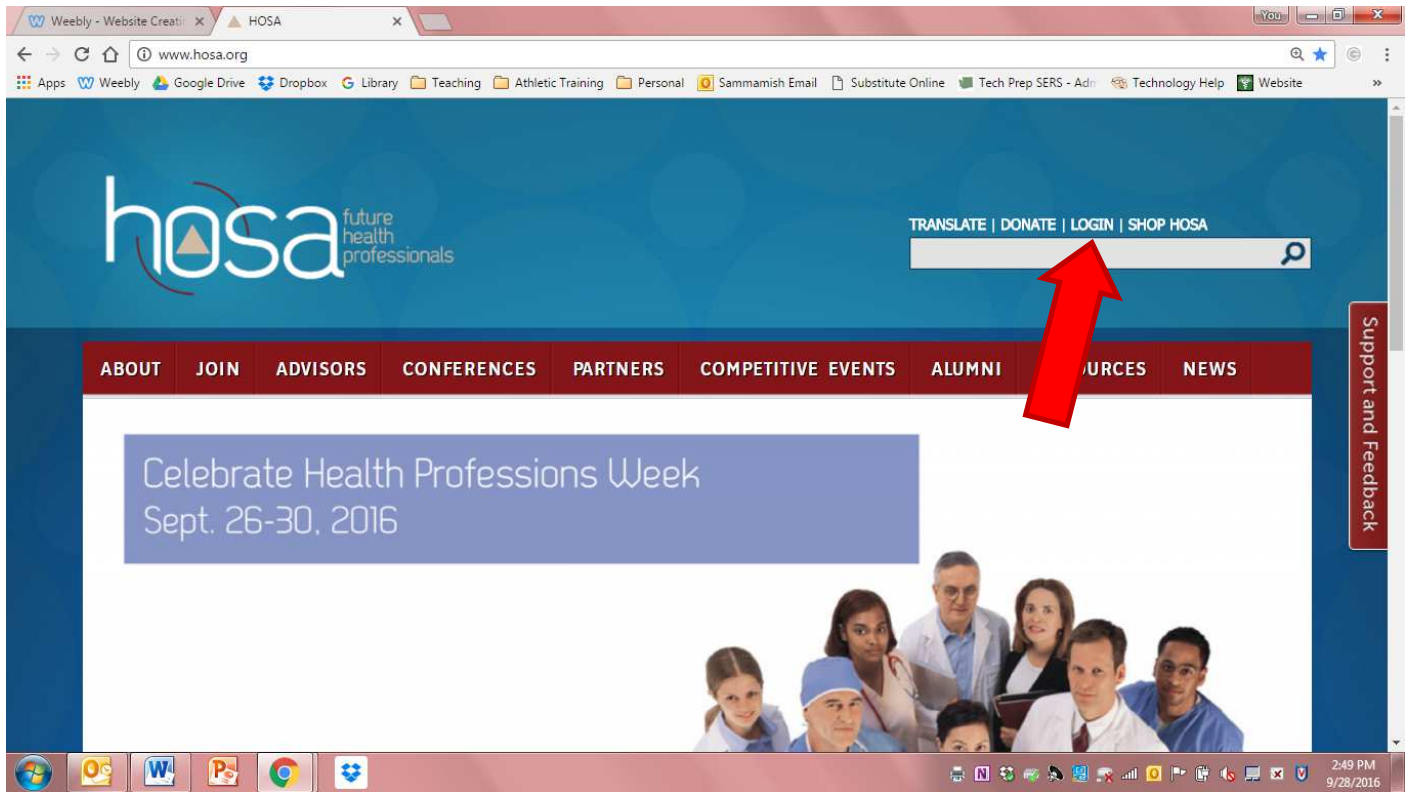 Weebly - Website Creati
HOSA
You
www.hosa.org
Apps Weebly Google Drive Dropbox Library Teaching Athletic Training Personal Sammamish Email Substitute Online Tech Prep SERS - Adm Technology Help Website »
hosa
future
health
professionals
TRANSLATE | DONATE | LOGIN | SHOP HOSA
Support and Feedback
ABOUT JOIN ADVISORS CONFERENCES PARTNERS COMPETITIVE EVENTS ALUMNI OURCES NEWS
Celebrate Health Professions Week
Sept. 26-30, 2016
2:49 PM
9/28/2016